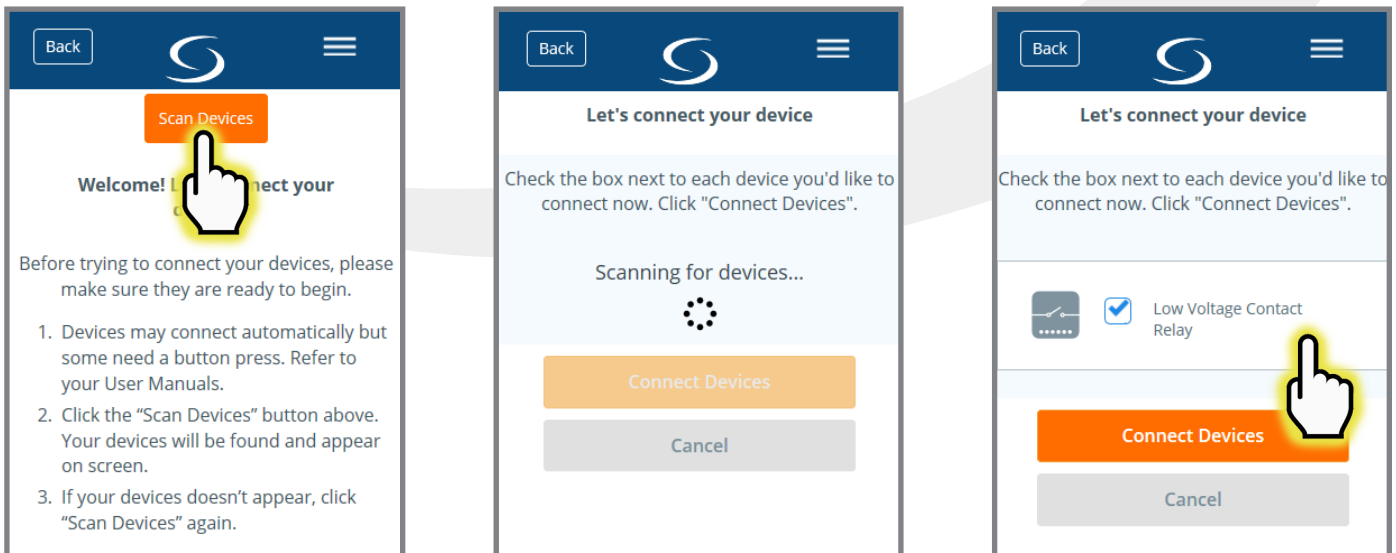 Back
Scan Devices
Welcome! L nect your
Before trying to connect your devices, please
make sure they are ready to begin.
1. Devices may connect automatically but
some need a button press. Refer to
your User Manuals.
2. Click the “Scan Devices” button above.
Your devices will be found and appear
on screen.
3. If your devices doesn’t appear, click
“Scan Devices” again.
Back
Let's connect your device
Check the box next to each device you'd like to
connect now. Click "Connect Devices".
Scanning for devices...
Connect Devices
Cancel
Back
Let's connect your device
Check the box next to each device you'd like to
connect now. Click "Connect Devices".
Low Voltage Contact
Relay
Connect Devices
Cancel